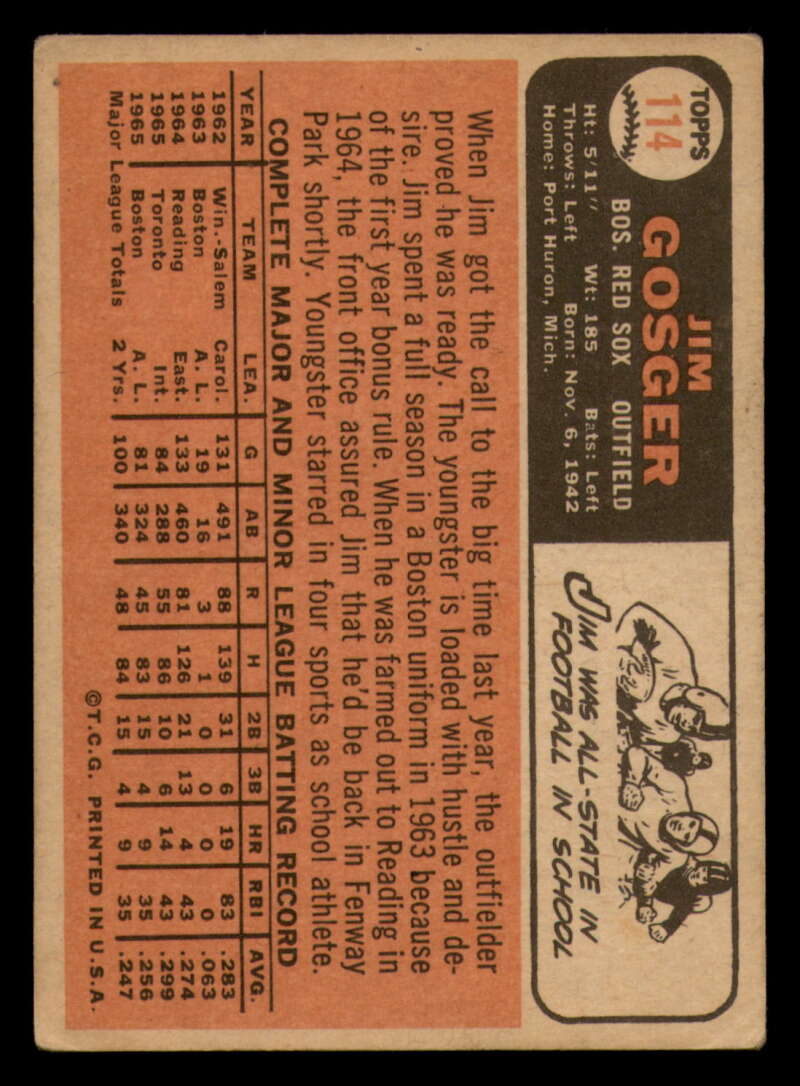 TOPPS
114
JIM
GOSGER
BOS. RED SOX OUTFIELD
Ht: 5'11" Wt: 185 Bats: Left
Throws: Left Born: Nov. 6, 1942
Home: Port Huron, Mich.
JIM WAS ALL-STATE IN
FOOTBALL IN SCHOOL
When Jim got the call to the big time last year, the outfielder
proved he was ready. The youngster is loaded with hustle and de-
sire. Jim spent a full season in a Boston uniform in 1963 because
of the first year bonus rule. When he was farmed out to Reading in
1964, the front office assured Jim that he'd be back in Fenway
Park shortly. Youngster starred in four sports as school athlete.
COMPLETE MAJOR AND MINOR LEAGUE BATTING RECORD
YEAR TEAM LEA. G AB R H 2B 3B HR RBI AVG.
1962 Win.-Salem Carol. 131 491 88 139 31 6 19 83 .283
1963 Boston A. L. 19 16 3 1 0 0 0 0 .063
1964 Reading East. 133 460 81 126 21 13 4 43 .274
1965 Toronto Int. 84 288 55 86 10 6 14 43 .299
1965 Boston A. L. 81 324 45 83 15 4 9 35 .256
Major League Totals 2 Yrs. 100 340 48 84 15 4 9 35 .247
©T.C.G. PRINTED IN U.S.A.